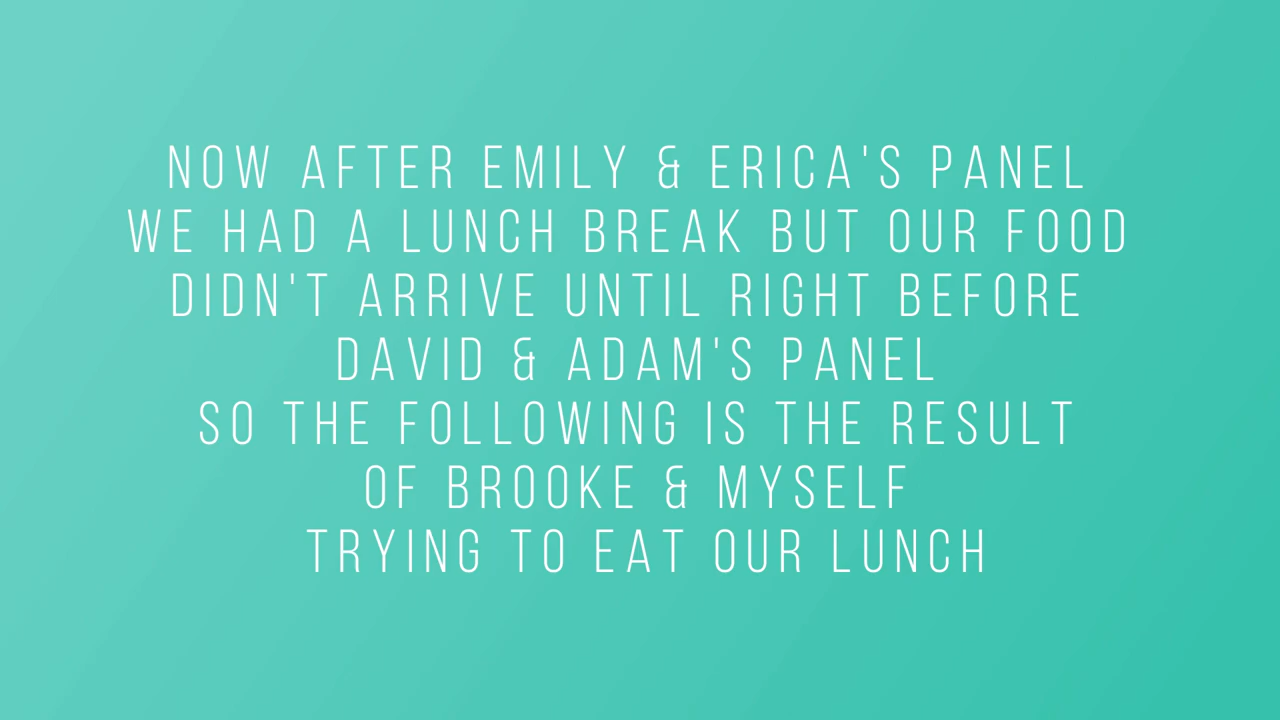 NOW AFTER EMILY & ERICA'S PANEL
WE HAD A LUNCH BREAK BUT OUR FOOD
DIDN'T ARRIVE UNTIL RIGHT BEFORE
DAVID & ADAM'S PANEL
SO THE FOLLOWING IS THE RESULT
OF BROOKE & MYSELF
TRYING TO EAT OUR LUNCH